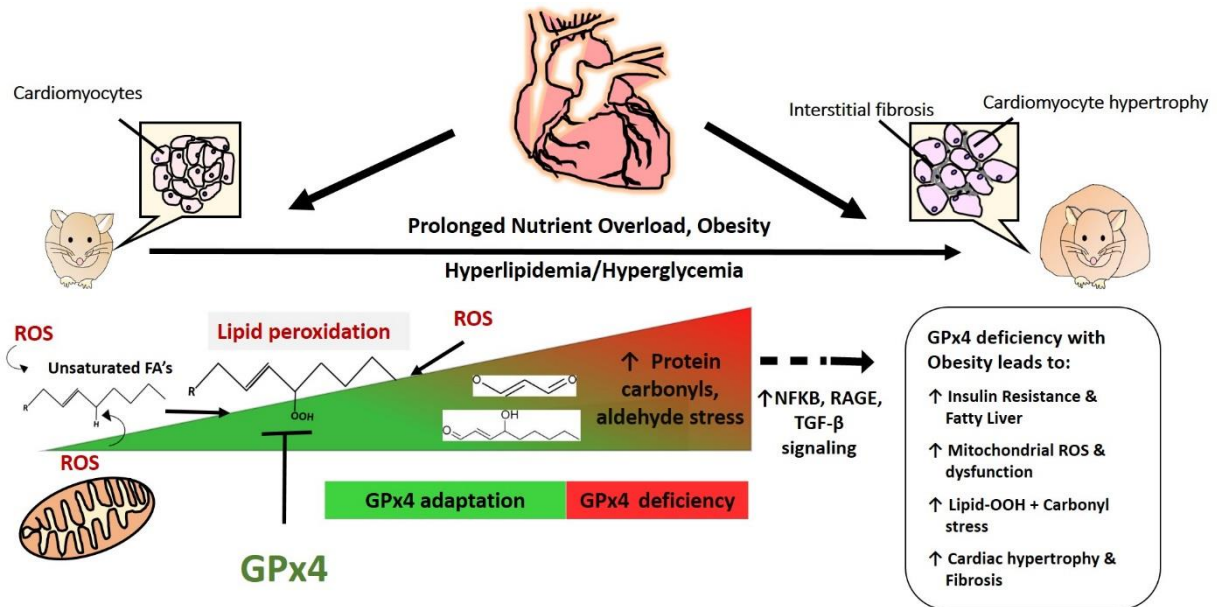 Cardiomyocytes
Interstitial fibrosis
Cardiomyocyte hypertrophy
Prolonged Nutrient Overload, Obesity
Hyperlipidemia/Hyperglycemia
ROS
Unsaturated FA's
R
H
ROS
Lipid peroxidation
R
OOH
ROS
O
O
OH
O
↑ Protein
carbonyls,
aldehyde stress
↑NFKB, RAGE,
TGF-β
signaling
GPx4 adaptation
GPx4 deficiency
GPx4
GPx4 deficiency with
Obesity leads to:
↑ Insulin Resistance &
Fatty Liver
↑ Mitochondrial ROS &
dysfunction
↑ Lipid-OOH + Carbonyl
stress
↑ Cardiac hypertrophy &
Fibrosis